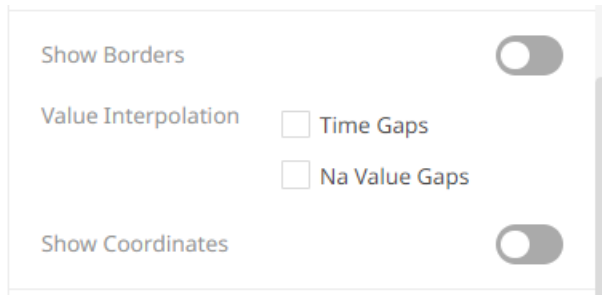 Show Borders
Value Interpolation
Time Gaps
Na Value Gaps
Show Coordinates